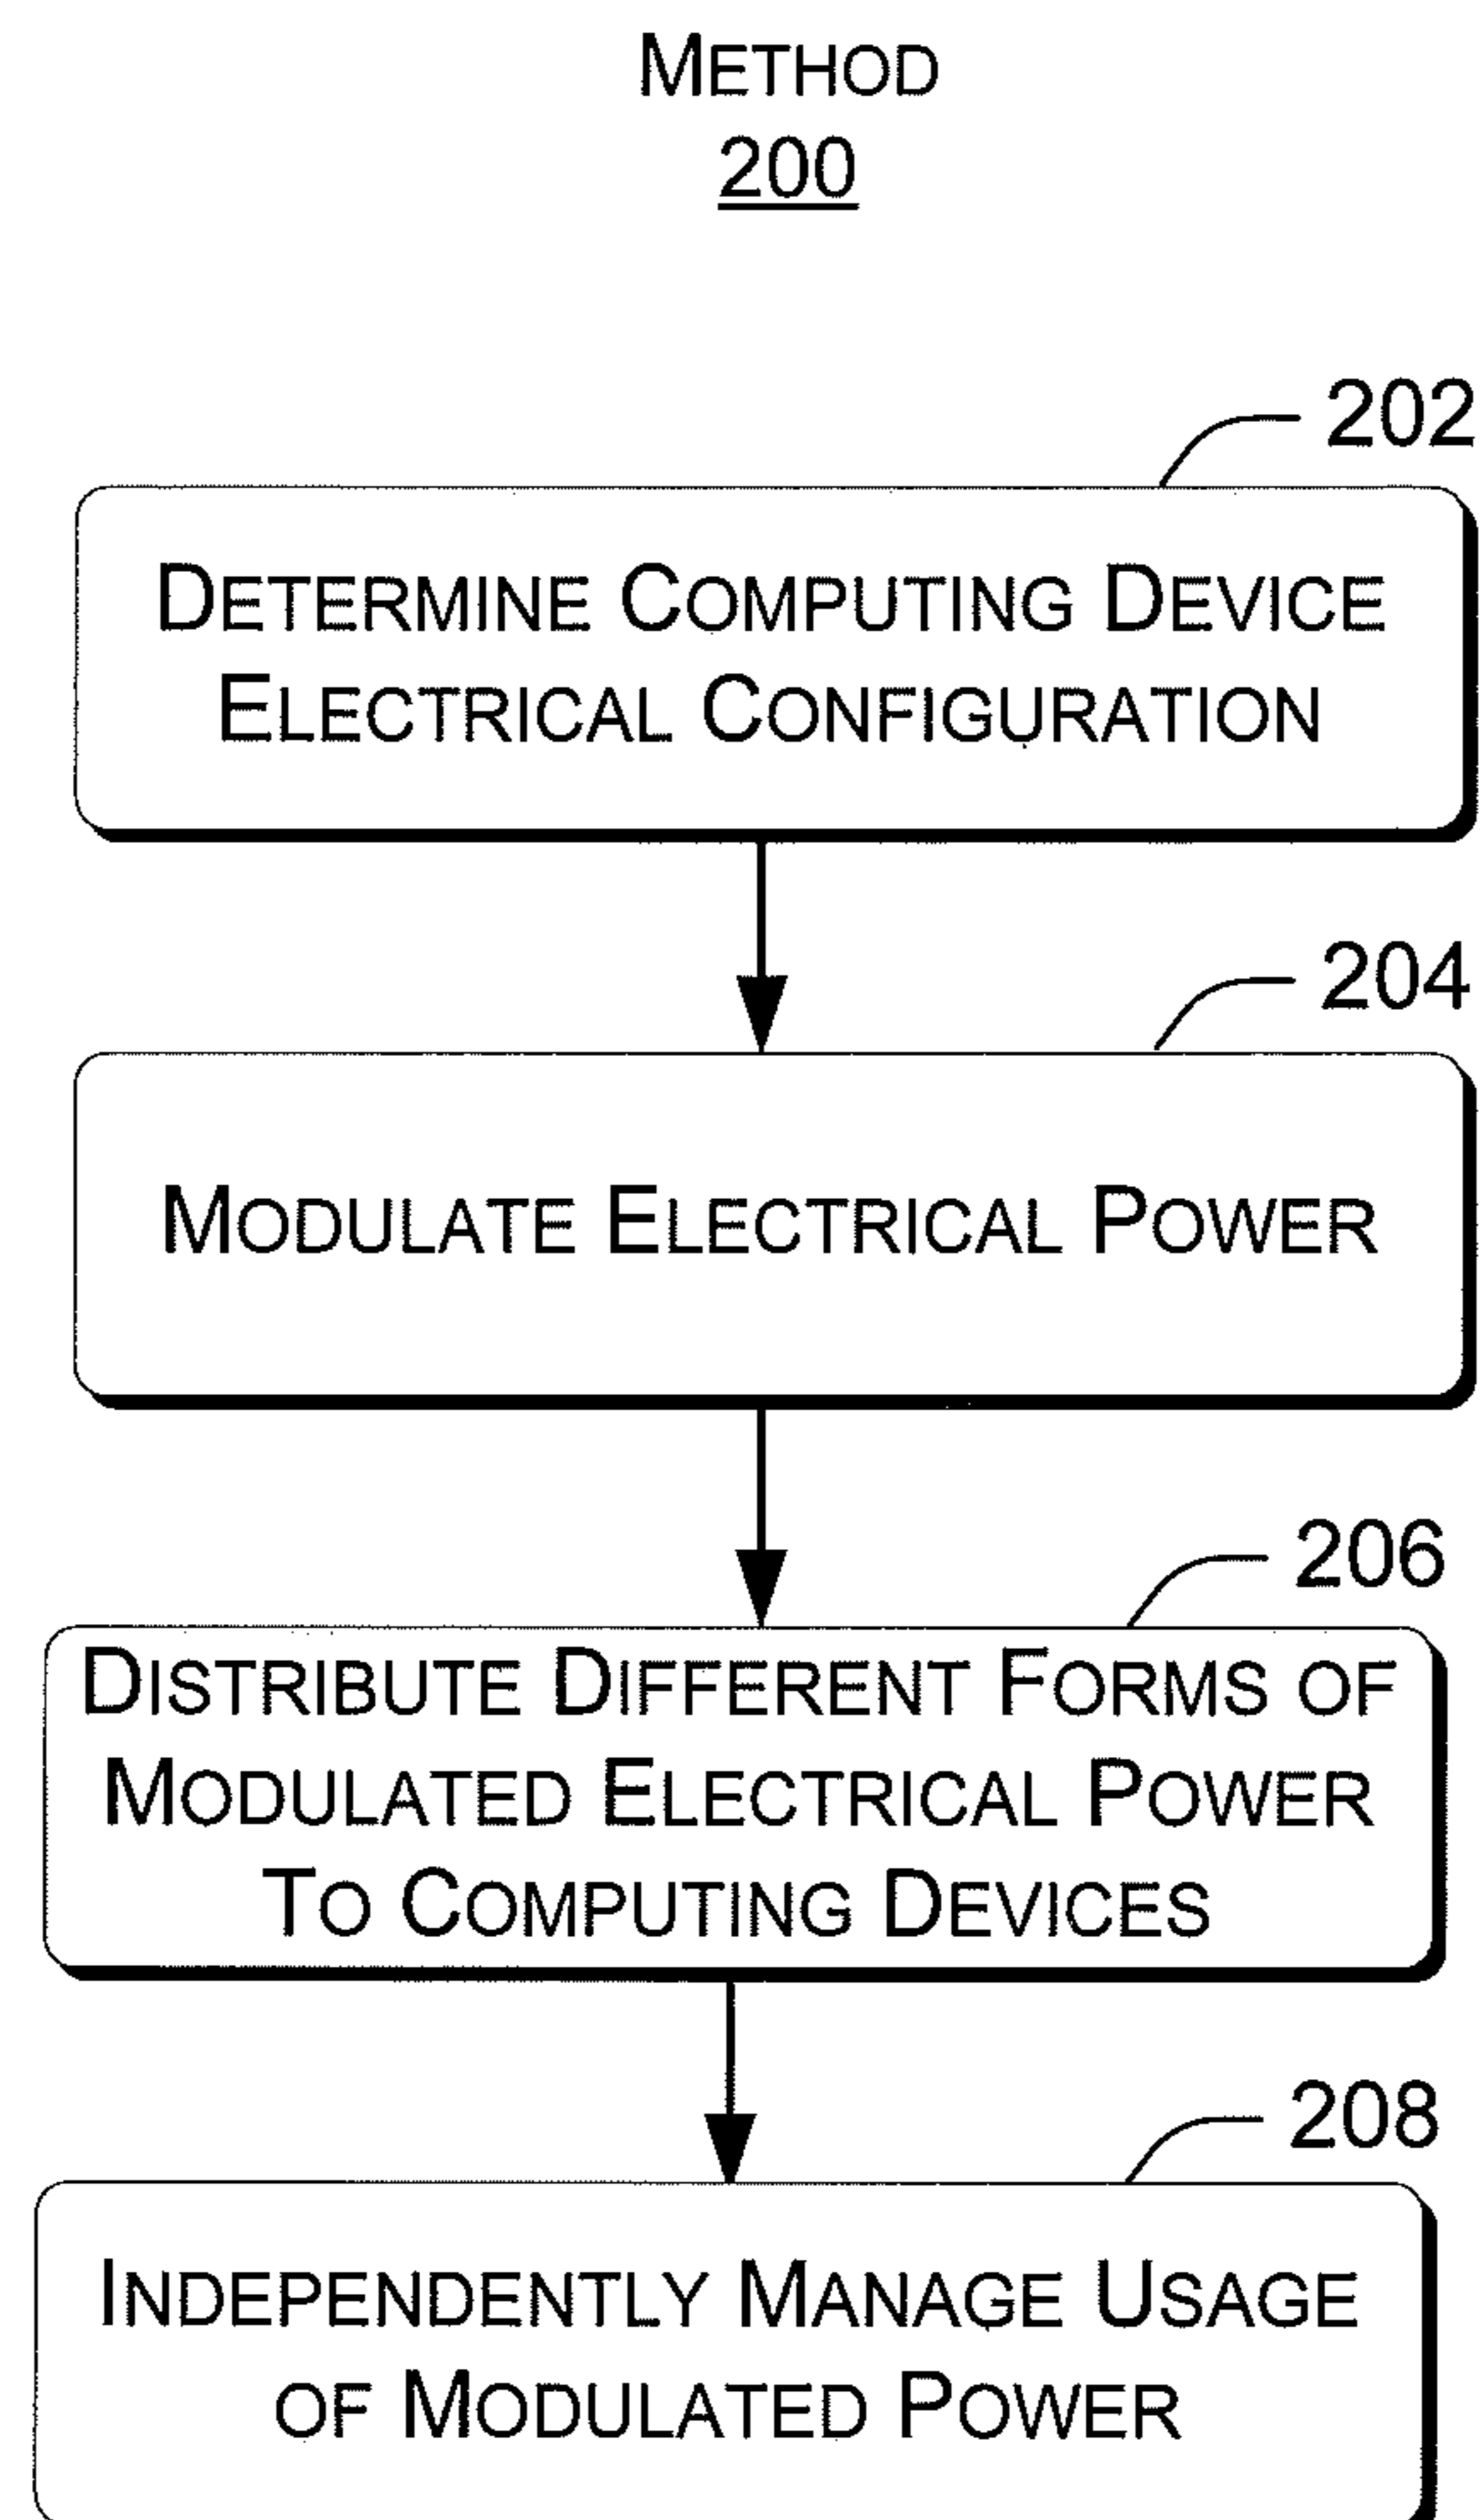 METHOD
200
202
DETERMINE COMPUTING DEVICE
ELECTRICAL CONFIGURATION
204
MODULATE ELECTRICAL POWER
206
DISTRIBUTE DIFFERENT FORMS OF
MODULATED ELECTRICAL POWER
TO COMPUTING DEVICES
208
INDEPENDENTLY MANAGE USAGE
OF MODULATED POWER